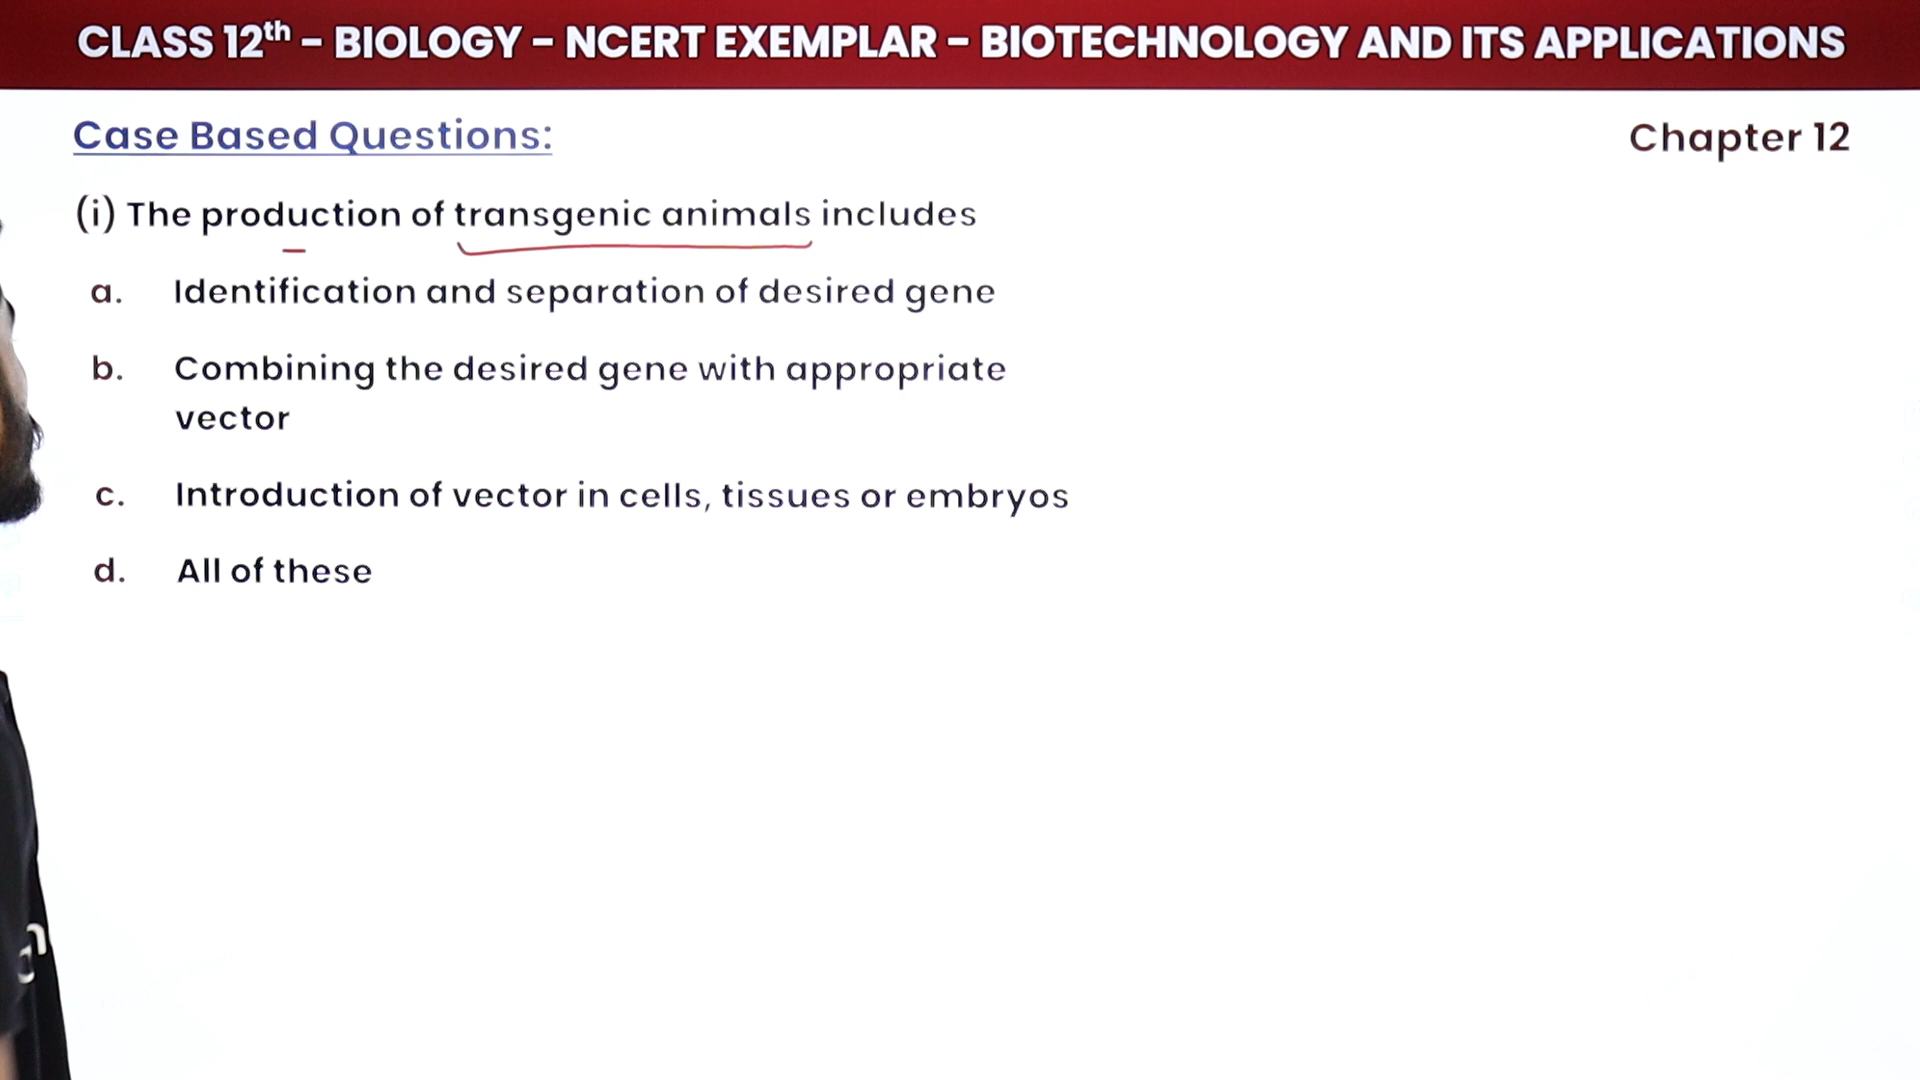 CLASS 12th – BIOLOGY – NCERT EXEMPLAR – BIOTECHNOLOGY AND ITS APPLICATIONS
Case Based Questions:
Chapter 12
(i) The production of transgenic animals includes
a. Identification and separation of desired gene
b. Combining the desired gene with appropriate
vector
c. Introduction of vector in cells, tissues or embryos
d. All of these